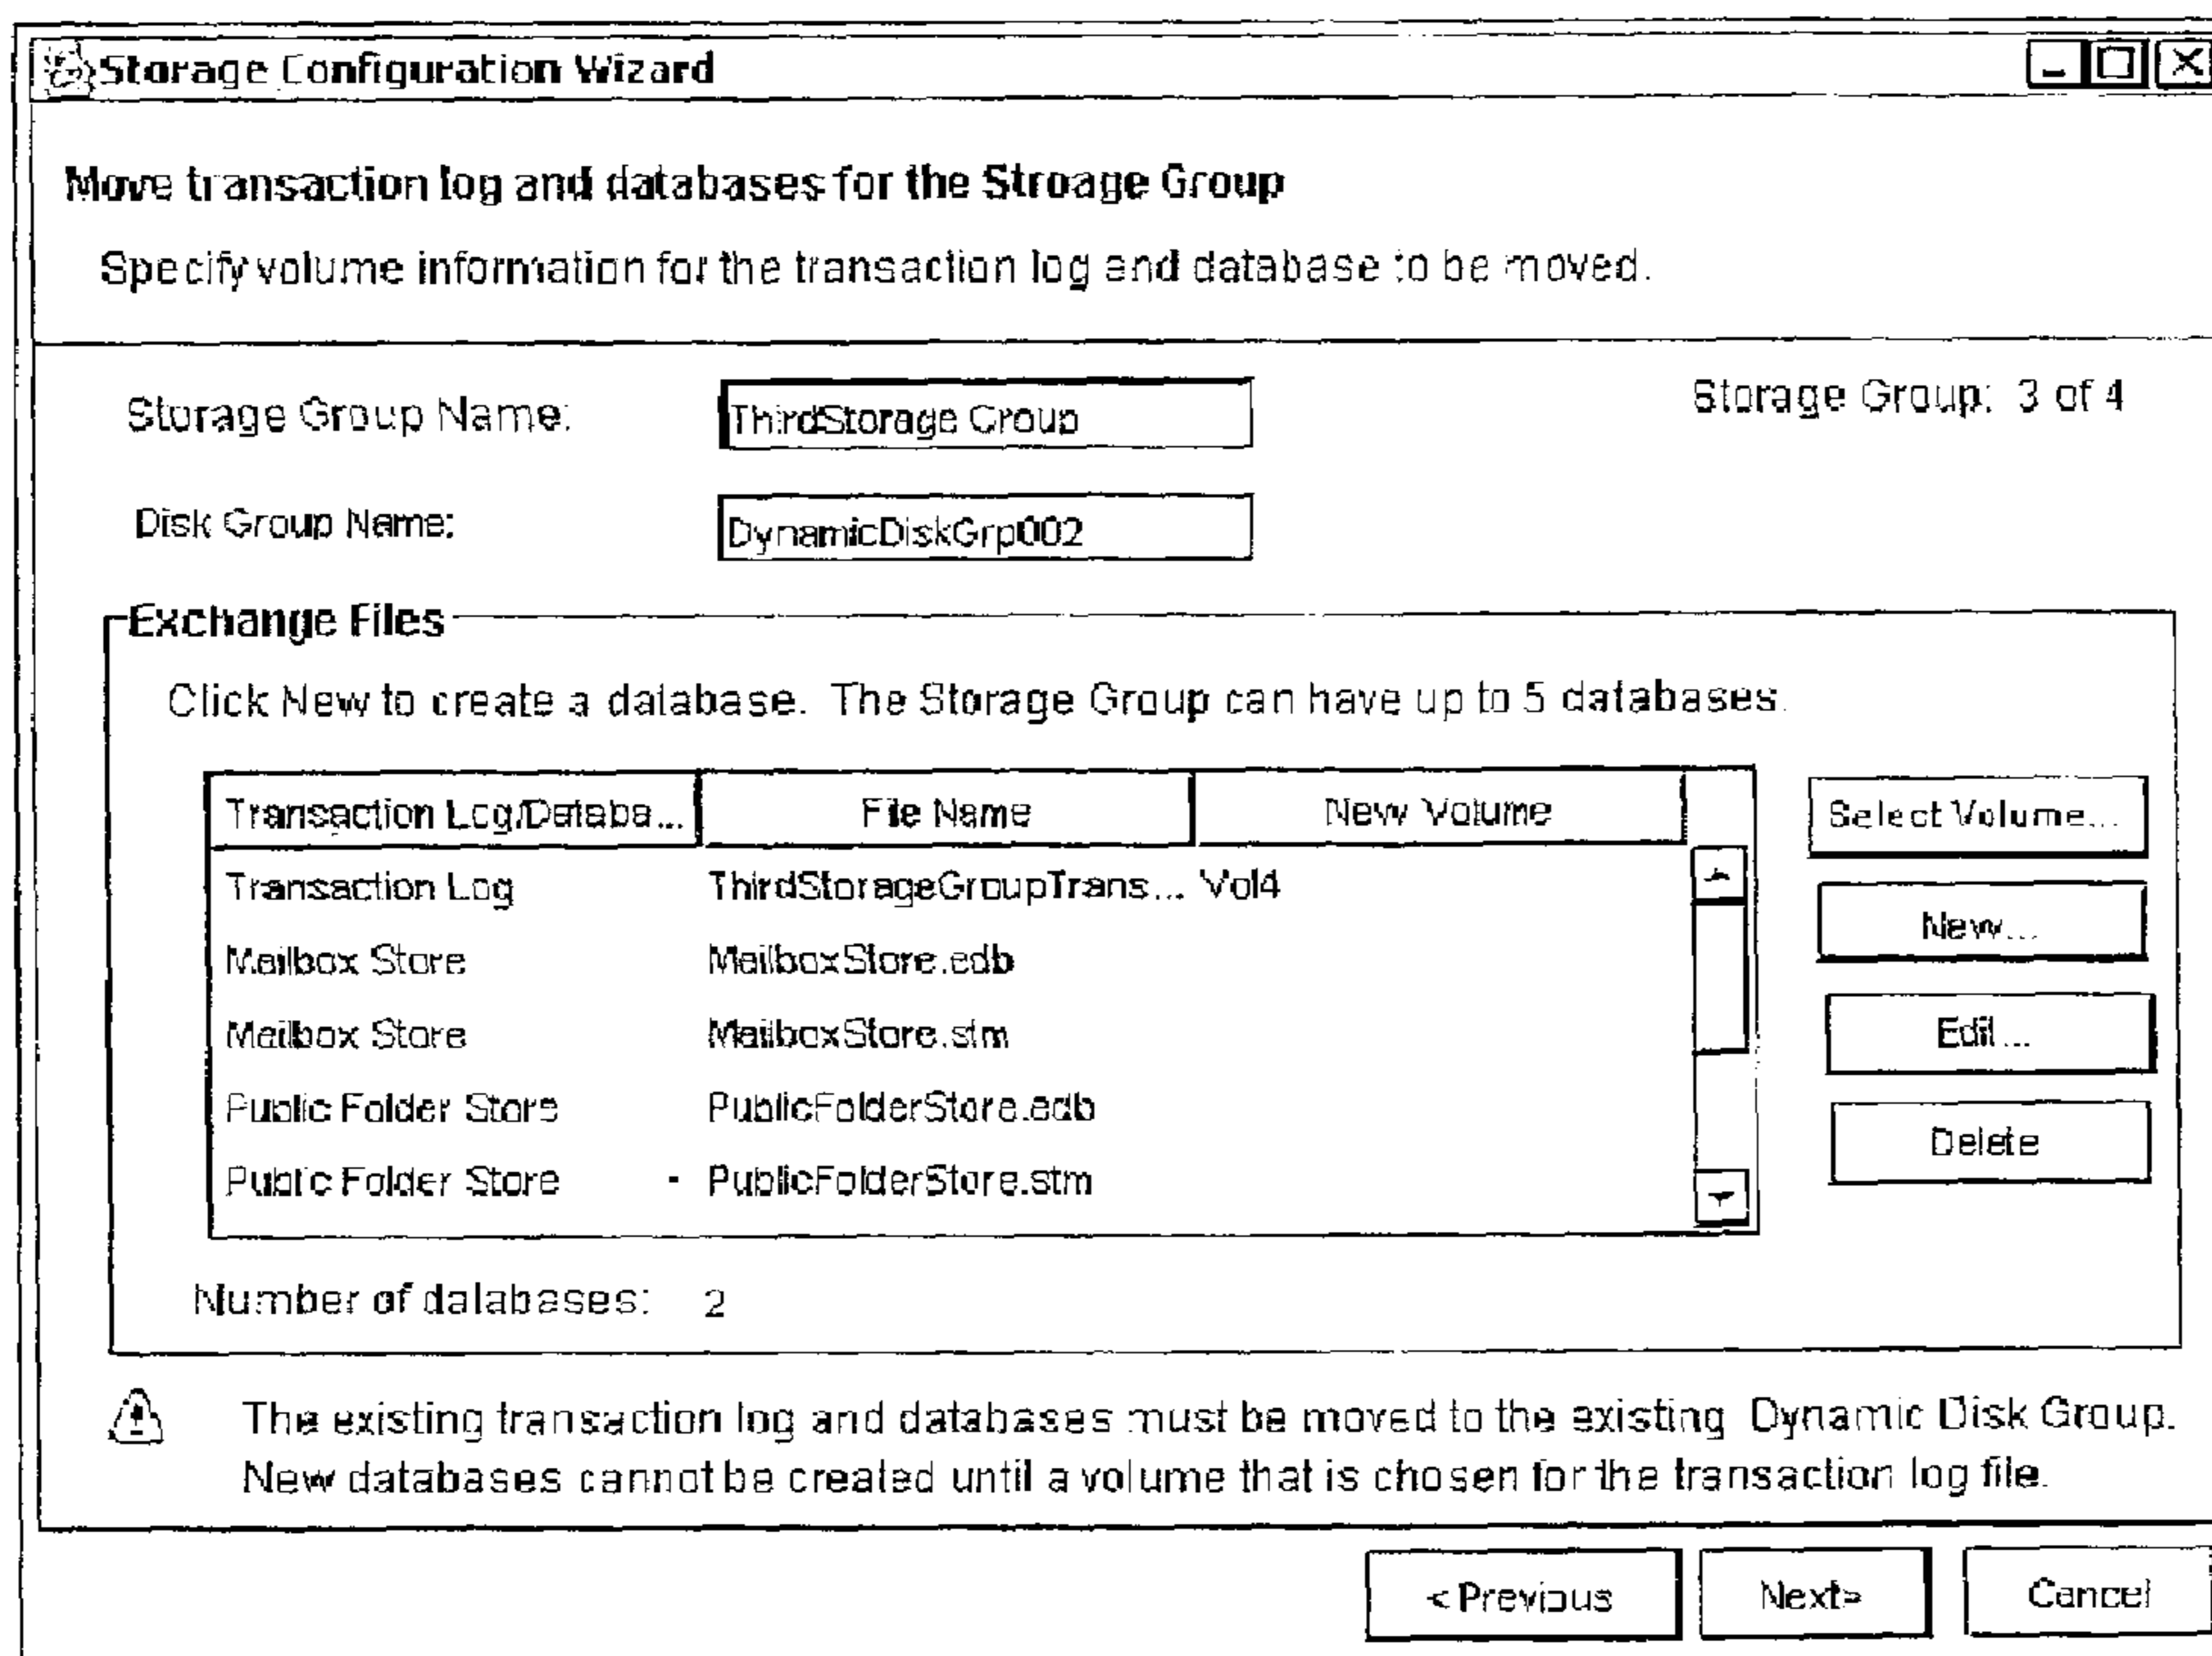 Storage Configuration Wizard
Move transaction log and databases for the Stroage Group
Specify volume information for the transaction log and database to be moved.
Storage Group Name: ThirdStorage Group Storage Group: 3 of 4
Disk Group Name: DynamicDiskGrp002
Exchange Files
Click New to create a database. The Storage Group can have up to 5 databases.
Transaction Log/Databa... File Name New Volume Select Volume...
Transaction Log ThirdStorageGroupTrans... Vol4
New...
Mailbox Store MailboxStore.edb
Mailbox Store MailboxStore.stm Edit...
Public Folder Store PublicFolderStore.edb
Delete
Public Folder Store - PublicFolderStore.stm
Number of databases: 2
The existing transaction log and databases must be moved to the existing Dynamic Disk Group.
New databases cannot be created until a volume that is chosen for the transaction log file.
< Previous Next> Cancel